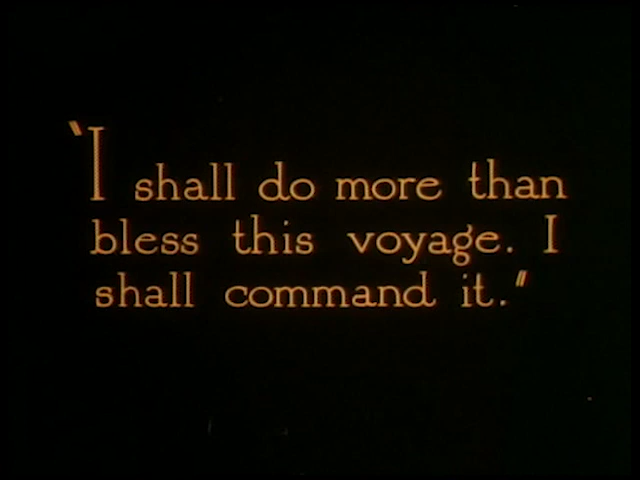 "I shall do more than
bless this voyage. I
shall command it."